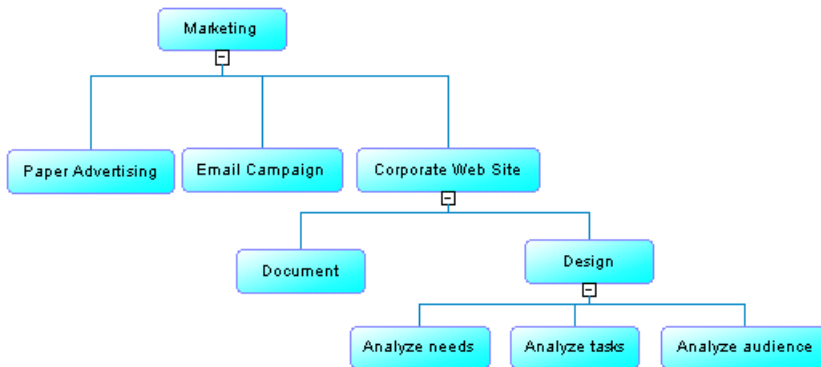 Marketing
Paper Advertising
Email Campaign
Corporate Web Site
Document
Design
Analyze needs
Analyze tasks
Analyze audience